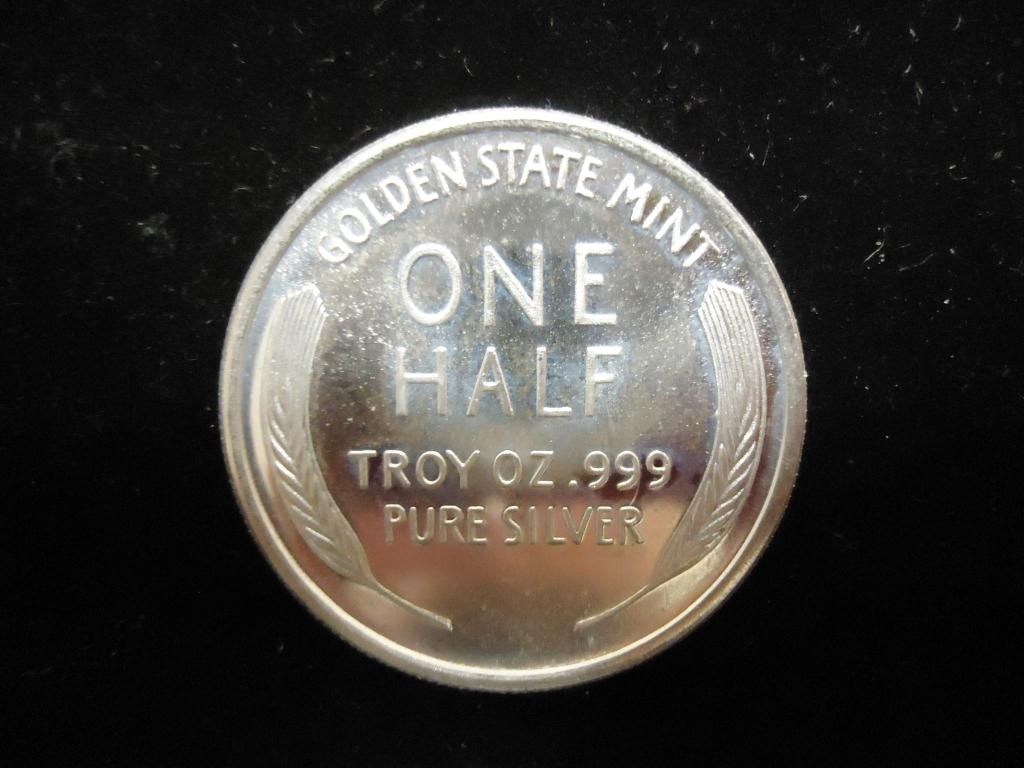 GOLDEN STATE MINT
ONE
HALF
TROY OZ .999
PURE SILVER